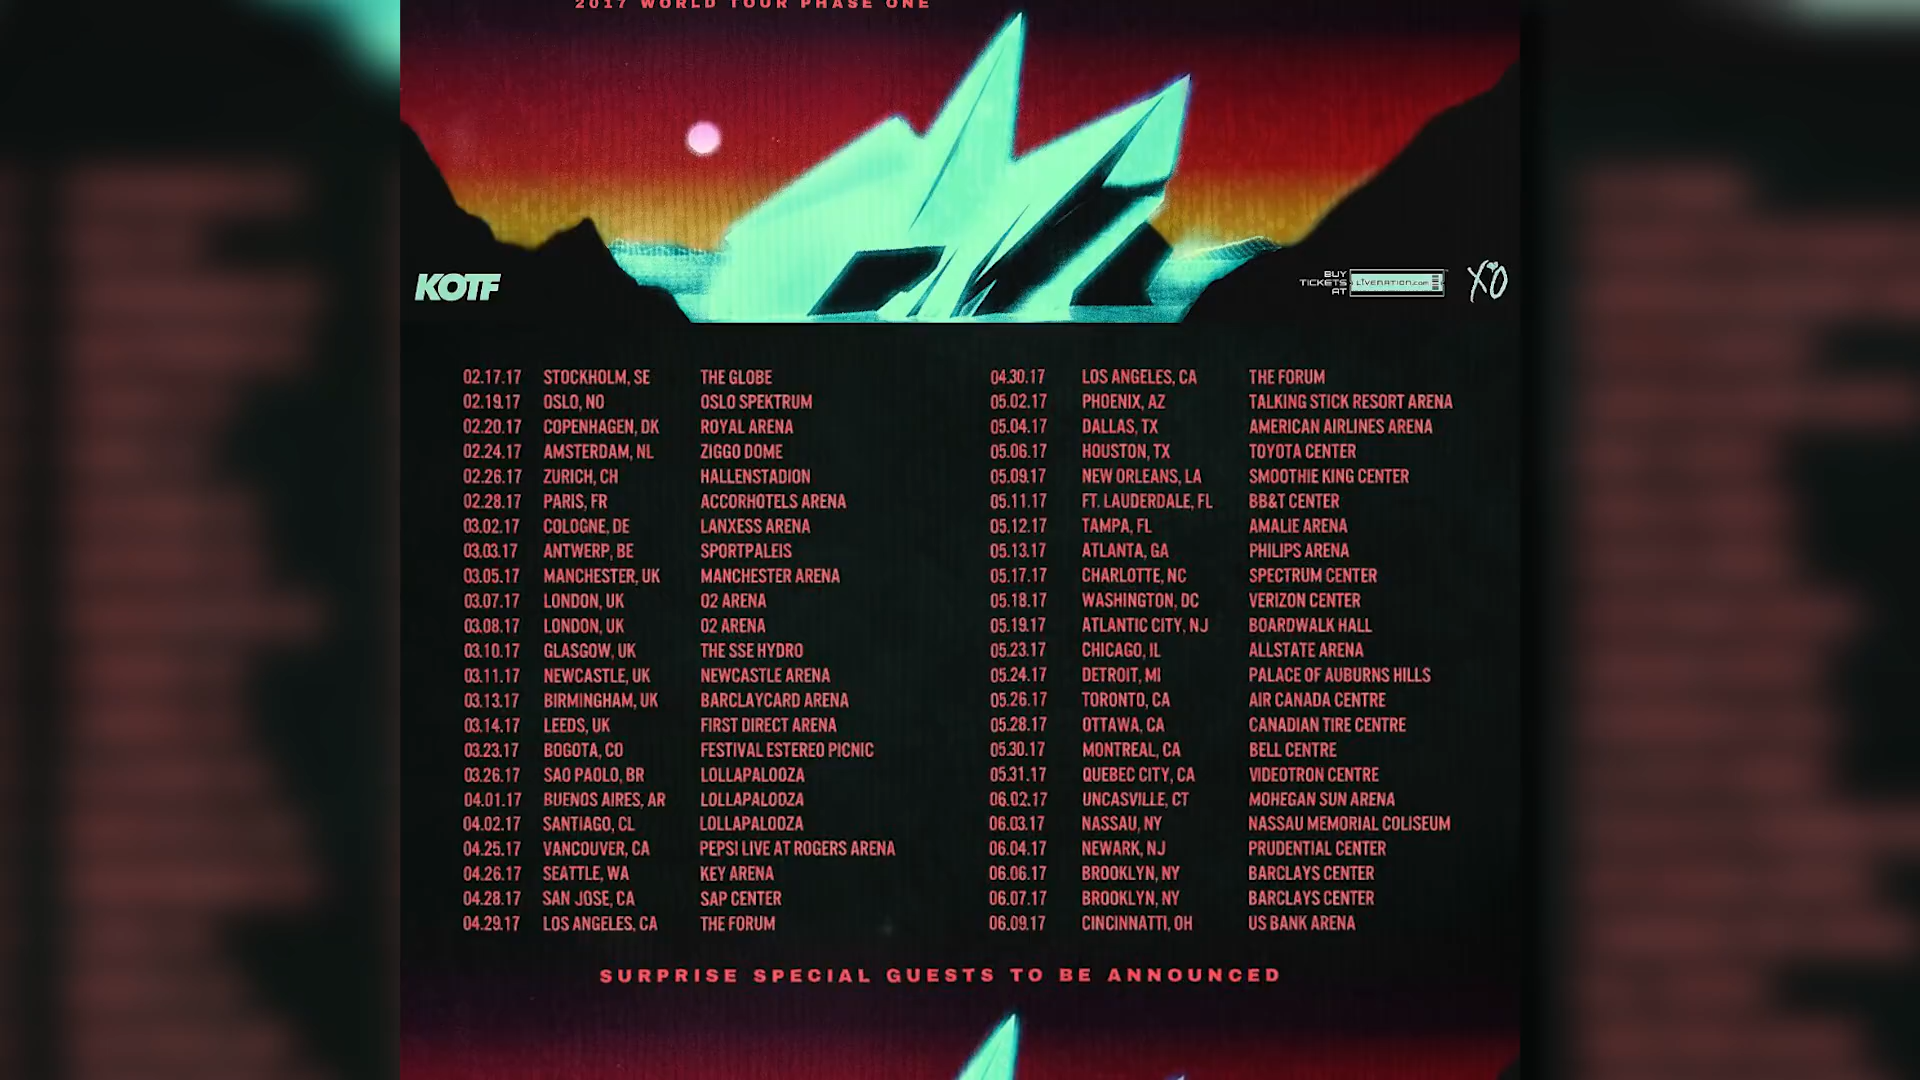 2017 WORLD TOUR PHASE ONE
KOTF
BUY TICKETS AT LIVENATION.com
XO
02.17.17 STOCKHOLM, SE THE GLOBE
02.19.17 OSLO, NO OSLO SPEKTRUM
02.20.17 COPENHAGEN, DK ROYAL ARENA
02.24.17 AMSTERDAM, NL ZIGGO DOME
02.26.17 ZURICH, CH HALLENSTADION
02.28.17 PARIS, FR ACCORHOTELS ARENA
03.02.17 COLOGNE, DE LANXESS ARENA
03.03.17 ANTWERP, BE SPORTPALEIS
03.05.17 MANCHESTER, UK MANCHESTER ARENA
03.07.17 LONDON, UK O2 ARENA
03.08.17 LONDON, UK O2 ARENA
03.10.17 GLASGOW, UK THE SSE HYDRO
03.11.17 NEWCASTLE, UK NEWCASTLE ARENA
03.13.17 BIRMINGHAM, UK BARCLAYCARD ARENA
03.14.17 LEEDS, UK FIRST DIRECT ARENA
03.23.17 BOGOTA, CO FESTIVAL ESTEREO PICNIC
03.26.17 SAO PAOLO, BR LOLLAPALOOZA
04.01.17 BUENOS AIRES, AR LOLLAPALOOZA
04.02.17 SANTIAGO, CL LOLLAPALOOZA
04.25.17 VANCOUVER, CA PEPSI LIVE AT ROGERS ARENA
04.26.17 SEATTLE, WA KEY ARENA
04.28.17 SAN JOSE, CA SAP CENTER
04.29.17 LOS ANGELES, CA THE FORUM
04.30.17 LOS ANGELES, CA THE FORUM
05.02.17 PHOENIX, AZ TALKING STICK RESORT ARENA
05.04.17 DALLAS, TX AMERICAN AIRLINES ARENA
05.06.17 HOUSTON, TX TOYOTA CENTER
05.09.17 NEW ORLEANS, LA SMOOTHIE KING CENTER
05.11.17 FT. LAUDERDALE, FL BB&T CENTER
05.12.17 TAMPA, FL AMALIE ARENA
05.13.17 ATLANTA, GA PHILIPS ARENA
05.17.17 CHARLOTTE, NC SPECTRUM CENTER
05.18.17 WASHINGTON, DC VERIZON CENTER
05.19.17 ATLANTIC CITY, NJ BOARDWALK HALL
05.23.17 CHICAGO, IL ALLSTATE ARENA
05.24.17 DETROIT, MI PALACE OF AUBURNS HILLS
05.26.17 TORONTO, CA AIR CANADA CENTRE
05.28.17 OTTAWA, CA CANADIAN TIRE CENTRE
05.30.17 MONTREAL, CA BELL CENTRE
05.31.17 QUEBEC CITY, CA VIDEOTRON CENTRE
06.02.17 UNCASVILLE, CT MOHEGAN SUN ARENA
06.03.17 NASSAU, NY NASSAU MEMORIAL COLISEUM
06.04.17 NEWARK, NJ PRUDENTIAL CENTER
06.06.17 BROOKLYN, NY BARCLAYS CENTER
06.07.17 BROOKLYN, NY BARCLAYS CENTER
06.09.17 CINCINNATTI, OH US BANK ARENA
SURPRISE SPECIAL GUESTS TO BE ANNOUNCED